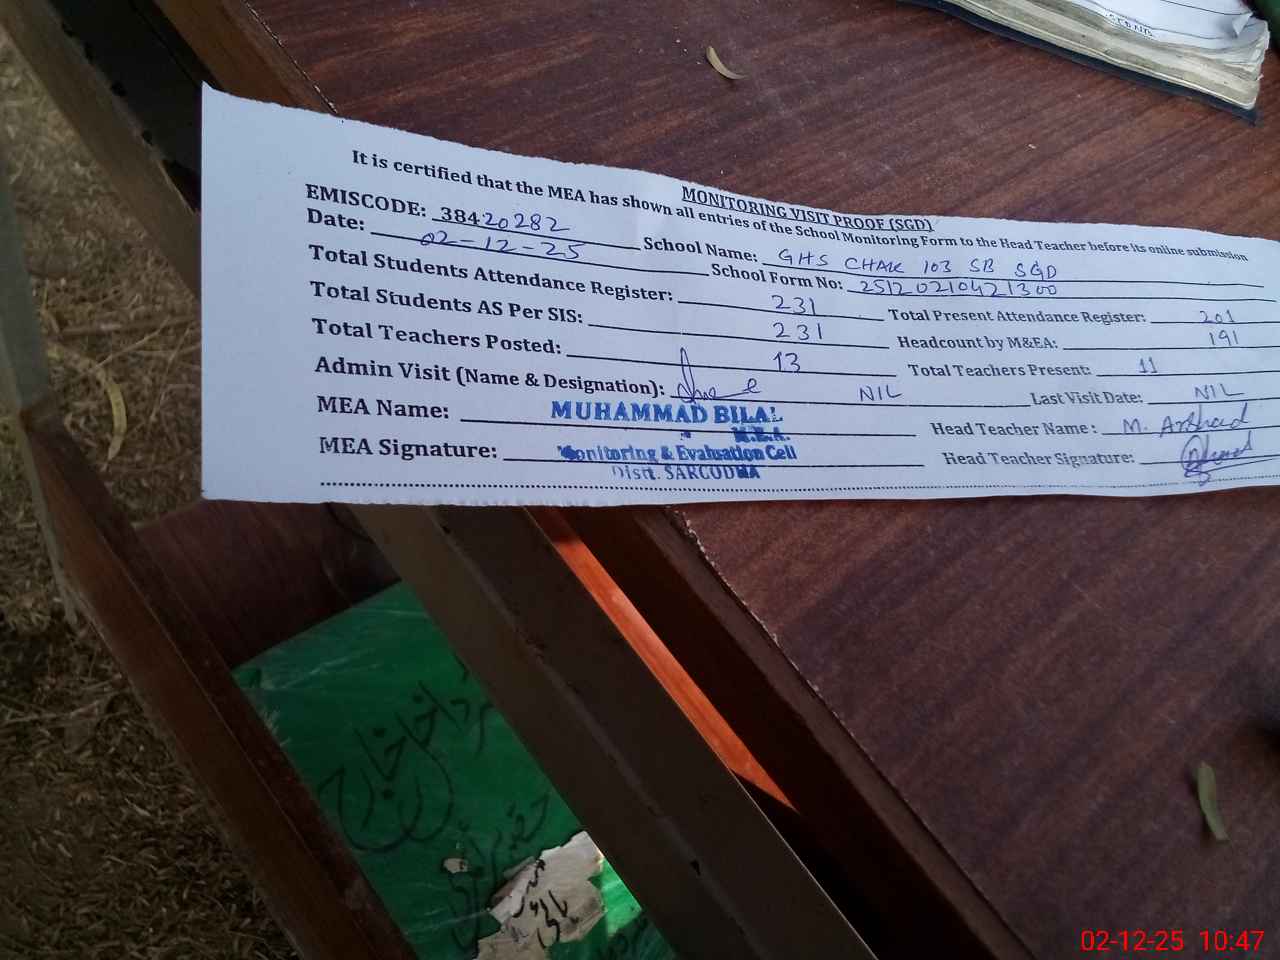 MONITORING VISIT PROOF (SGD)
It is certified that the MEA has shown all entries of the School Monitoring Form to the Head Teacher before its online submission
EMISCODE: 38420282 School Name: GHS CHAK 103 SB SGD
Date: 02-12-25 School Form No: 25120210421300
Total Students Attendance Register: 231 Total Present Attendance Register: 201
Total Students AS Per SIS: 231 Headcount by M&EA: 191
Total Teachers Posted: 13 Total Teachers Present: 11
Admin Visit (Name & Designation): NIL Last Visit Date: NIL
MEA Name: MUHAMMAD BILAL Head Teacher Name: M. Arshad
M.E.A.
MEA Signature: Monitoring & Evaluation Cell Head Teacher Signature:
Distt. SARGODHA
داخل خارج
02-12-25 10:47